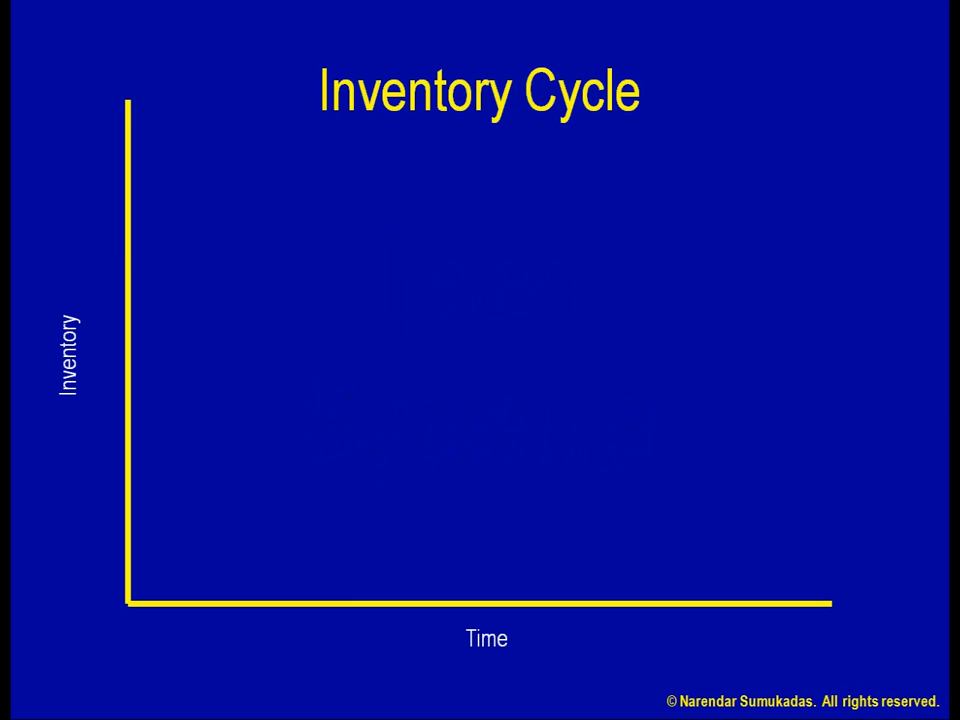 Inventory Cycle
Inventory
Time
© Narendar Sumukadas. All rights reserved.